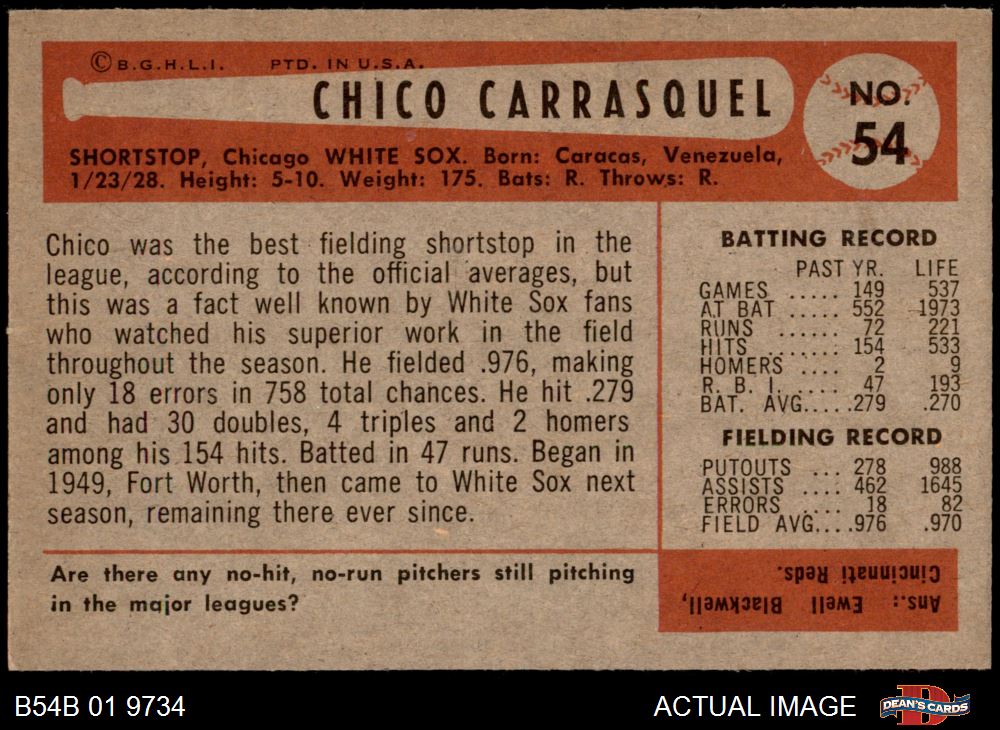 © B.G.H.L.I. PTD. IN U.S.A.
CHICO CARRASQUEL
NO. 54
SHORTSTOP, Chicago WHITE SOX. Born: Caracas, Venezuela,
1/23/28. Height: 5-10. Weight: 175. Bats: R. Throws: R.
Chico was the best fielding shortstop in the
league, according to the official averages, but
this was a fact well known by White Sox fans
who watched his superior work in the field
throughout the season. He fielded .976, making
only 18 errors in 758 total chances. He hit .279
and had 30 doubles, 4 triples and 2 homers
among his 154 hits. Batted in 47 runs. Began in
1949, Fort Worth, then came to White Sox next
season, remaining there ever since.
BATTING RECORD
PAST YR. LIFE
GAMES ..... 149 537
AT BAT ..... 552 1973
RUNS ..... 72 221
HITS ...... 154 533
HOMERS .... 2 9
R. B. I. .... 47 193
BAT. AVG.....279 .270
FIELDING RECORD
PUTOUTS ... 278 988
ASSISTS .... 462 1645
ERRORS .... 18 82
FIELD AVG....976 .970
Are there any no-hit, no-run pitchers still pitching
in the major leagues?
Ans.: Ewell Blackwell,
Cincinnati Reds.
B54B 01 9734
ACTUAL IMAGE
D
DEAN'S CARDS